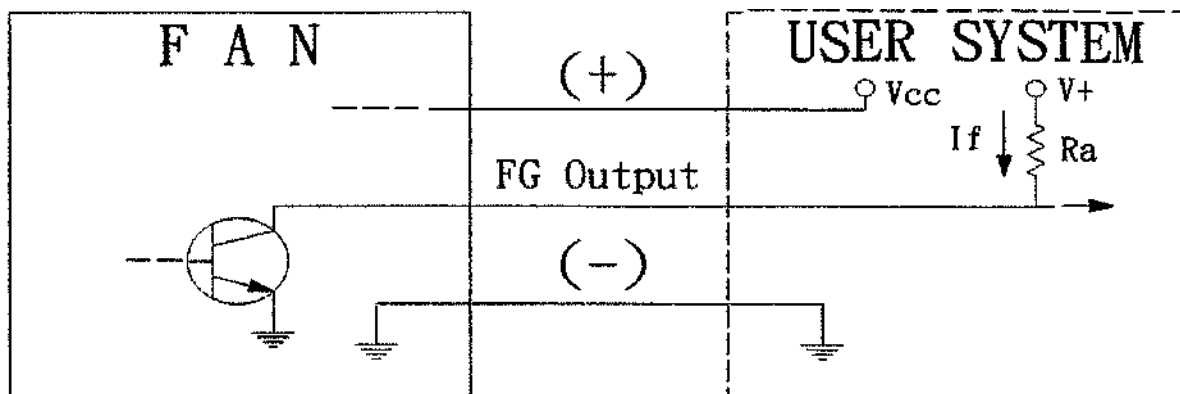 F A N
USER SYSTEM
(+)
Vcc
V+
If
Ra
FG Output
(-)